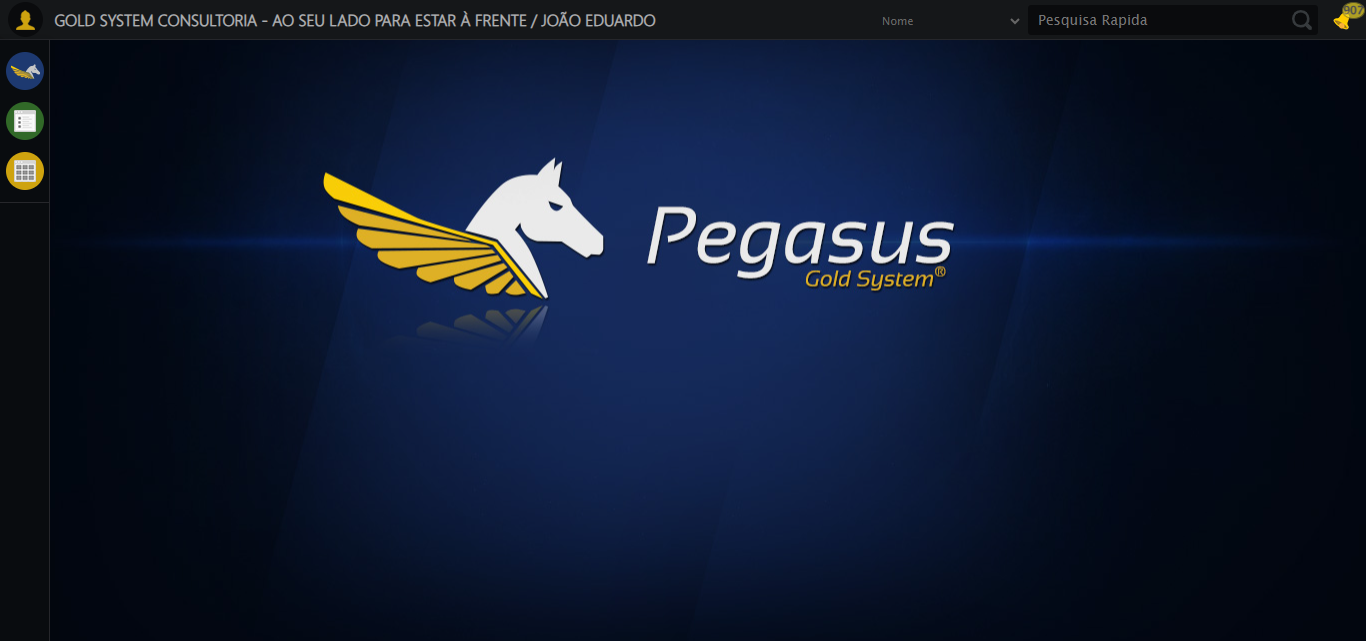 GOLD SYSTEM CONSULTORIA - AO SEU LADO PARA ESTAR À FRENTE / JOÃO EDUARDO
Nome
Pesquisa Rapida
907
Pegasus
Gold System®